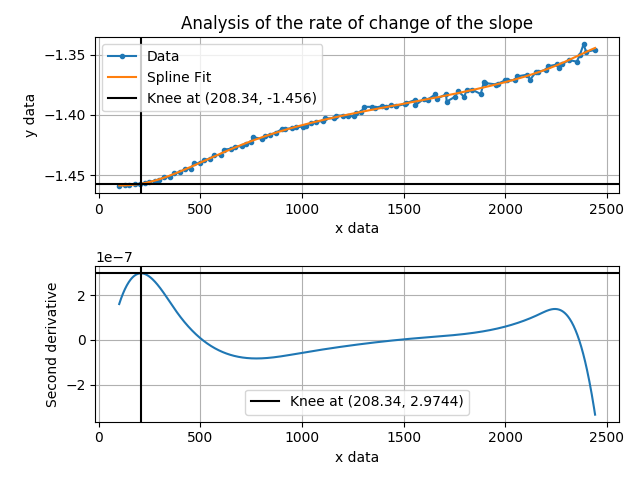 Analysis of the rate of change of the slope
−1.35
−1.40
−1.45
y data
Data
Spline Fit
Knee at (208.34, -1.456)
0 500 1000 1500 2000 2500
x data
1e−7
2
0
−2
Second derivative
Knee at (208.34, 2.9744)
0 500 1000 1500 2000 2500
x data